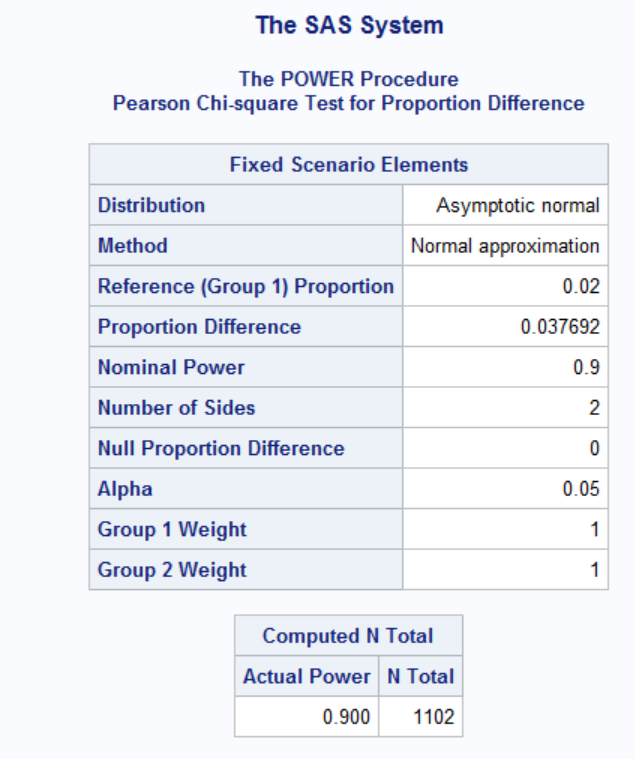 The SAS System
The POWER Procedure
Pearson Chi-square Test for Proportion Difference
Fixed Scenario Elements
Distribution Asymptotic normal
Method Normal approximation
Reference (Group 1) Proportion 0.02
Proportion Difference 0.037692
Nominal Power 0.9
Number of Sides 2
Null Proportion Difference 0
Alpha 0.05
Group 1 Weight 1
Group 2 Weight 1
Computed N Total
Actual Power N Total
0.900 1102